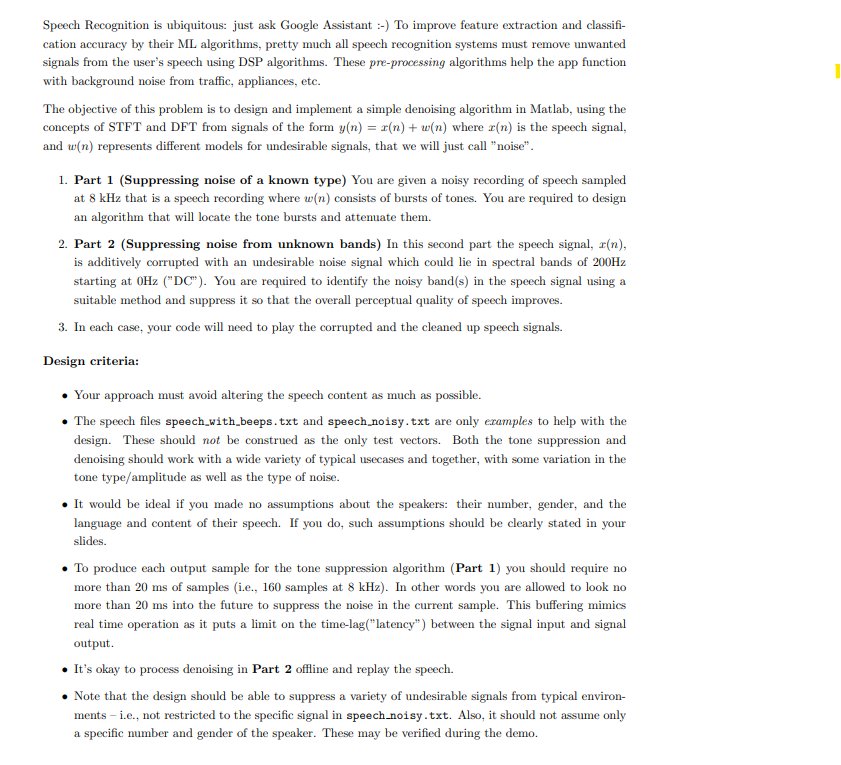 Speech Recognition is ubiquitous: just ask Google Assistant :-) To improve feature extraction and classifi-
cation accuracy by their ML algorithms, pretty much all speech recognition systems must remove unwanted
signals from the user's speech using DSP algorithms. These pre-processing algorithms help the app function
with background noise from traffic, appliances, etc.
The objective of this problem is to design and implement a simple denoising algorithm in Matlab, using the
concepts of STFT and DFT from signals of the form y(n) = x(n) + w(n) where x(n) is the speech signal,
and w(n) represents different models for undesirable signals, that we will just call "noise".
1. Part 1 (Suppressing noise of a known type) You are given a noisy recording of speech sampled
at 8 kHz that is a speech recording where w(n) consists of bursts of tones. You are required to design
an algorithm that will locate the tone bursts and attenuate them.
2. Part 2 (Suppressing noise from unknown bands) In this second part the speech signal, x(n),
is additively corrupted with an undesirable noise signal which could lie in spectral bands of 200Hz
starting at 0Hz ("DC"). You are required to identify the noisy band(s) in the speech signal using a
suitable method and suppress it so that the overall perceptual quality of speech improves.
3. In each case, your code will need to play the corrupted and the cleaned up speech signals.
Design criteria:
• Your approach must avoid altering the speech content as much as possible.
• The speech files speech_with_beeps.txt and speech_noisy.txt are only examples to help with the
design. These should not be construed as the only test vectors. Both the tone suppression and
denoising should work with a wide variety of typical usecases and together, with some variation in the
tone type/amplitude as well as the type of noise.
• It would be ideal if you made no assumptions about the speakers: their number, gender, and the
language and content of their speech. If you do, such assumptions should be clearly stated in your
slides.
• To produce each output sample for the tone suppression algorithm (Part 1) you should require no
more than 20 ms of samples (i.e., 160 samples at 8 kHz). In other words you are allowed to look no
more than 20 ms into the future to suppress the noise in the current sample. This buffering mimics
real time operation as it puts a limit on the time-lag("latency") between the signal input and signal
output.
• It's okay to process denoising in Part 2 offline and replay the speech.
• Note that the design should be able to suppress a variety of undesirable signals from typical environ-
ments – i.e., not restricted to the specific signal in speech_noisy.txt. Also, it should not assume only
a specific number and gender of the speaker. These may be verified during the demo.